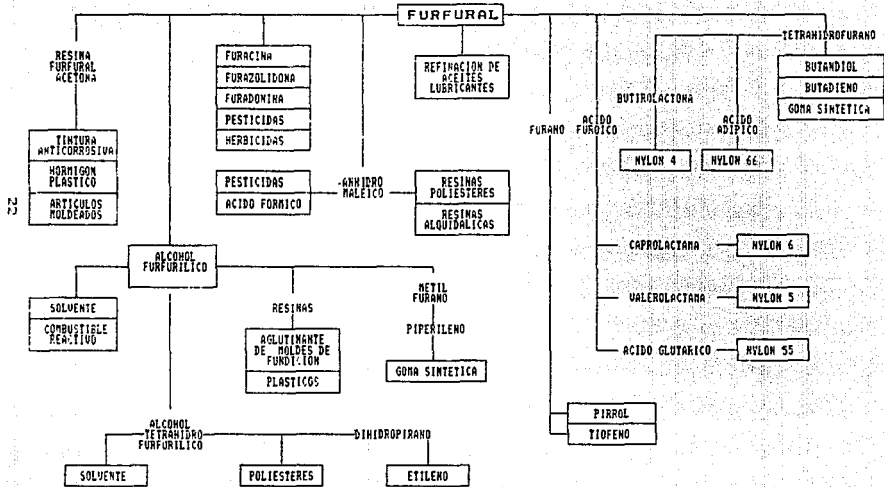 FURFURAL
RESINA
FURFURAL
ACETONA
TINTURA
ANTICORROSIVA
HORMIGON
PLASTICO
ARTICULOS
MOLDEADOS
FURACINA
FURAZOLIDONA
FURADONINA
PESTICIDAS
HERBICIDAS
REFINACION DE
ACEITES
LUBRICANTES
PESTICIDAS
ACIDO FORMICO
ANHIDRO
MALEICO
RESINAS
POLIESTERES
RESINAS
ALQUIDALICAS
FURANO
ACIDO
FUROICO
TETRAHIDROFURANO
BUTIROLACTONA
ACIDO
ADIPICO
NYLON 4
NYLON 66
BUTANDIOL
BUTADIENO
GOMA SINTETICA
CAPROLACTAMA
NYLON 6
VALEROLACTAMA
NYLON 5
ACIDO GLUTARICO
NYLON 55
PIRROL
TIOFENO
22
ALCOHOL
FURFURILICO
SOLVENTE
COMBUSTIBLE
REACTIVO
RESINAS
AGLUTINANTE
DE MOLDES DE
FUNDICION
PLASTICOS
METIL
FURANO
PIPERILENO
GOMA SINTETICA
ALCOHOL
TETRAHIDRO
FURFURILICO
DIHIDROPIRANO
SOLVENTE
POLIESTERES
ETILENO